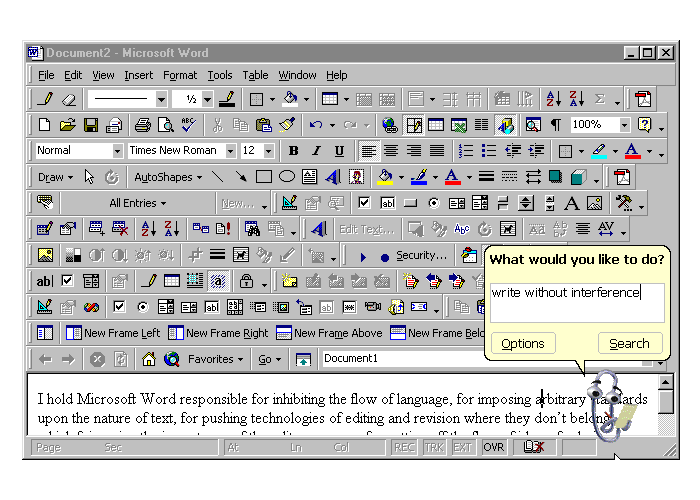 Document2 - Microsoft Word
File Edit View Insert Format Tools Table Window Help
½
100%
Normal Times New Roman 12 B I U
Draw AutoShapes
All Entries New...
Edit Text...
Security...
What would you like to do?
write without interference
Options Search
New Frame Left New Frame Right New Frame Above New Frame Belo
Favorites Go Document1
I hold Microsoft Word responsible for inhibiting the flow of language, for imposing arbitrary standards
upon the nature of text, for pushing technologies of editing and revision where they don't belong
Page Sec At Ln Col REC TRK EXT OVR